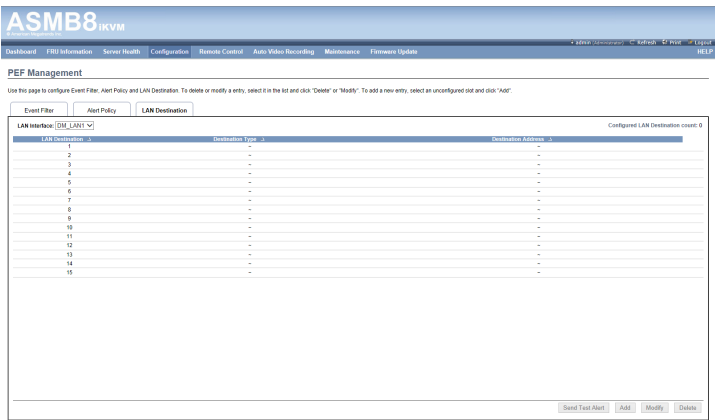 ASMB8 iKVM
admin (Administrator) Refresh Print Logout
Dashboard FRU Information Server Health Configuration Remote Control Auto Video Recording Maintenance Firmware Update HELP
PEF Management
Use this page to configure Event Filter, Alert Policy and LAN Destination. To delete or modify a entry, select it in the list and click "Delete" or "Modify". To add a new entry, select an unconfigured slot and click "Add".
Event Filter Alert Policy LAN Destination
LAN Interface: DM_LAN1 Configured LAN Destination count: 0
LAN Destination Destination Type Destination Address
1 ~ ~
2 ~ ~
3 ~ ~
4 ~ ~
5 ~ ~
6 ~ ~
7 ~ ~
8 ~ ~
9 ~ ~
10 ~ ~
11 ~ ~
12 ~ ~
13 ~ ~
14 ~ ~
15 ~ ~
Send Test Alert Add Modify Delete